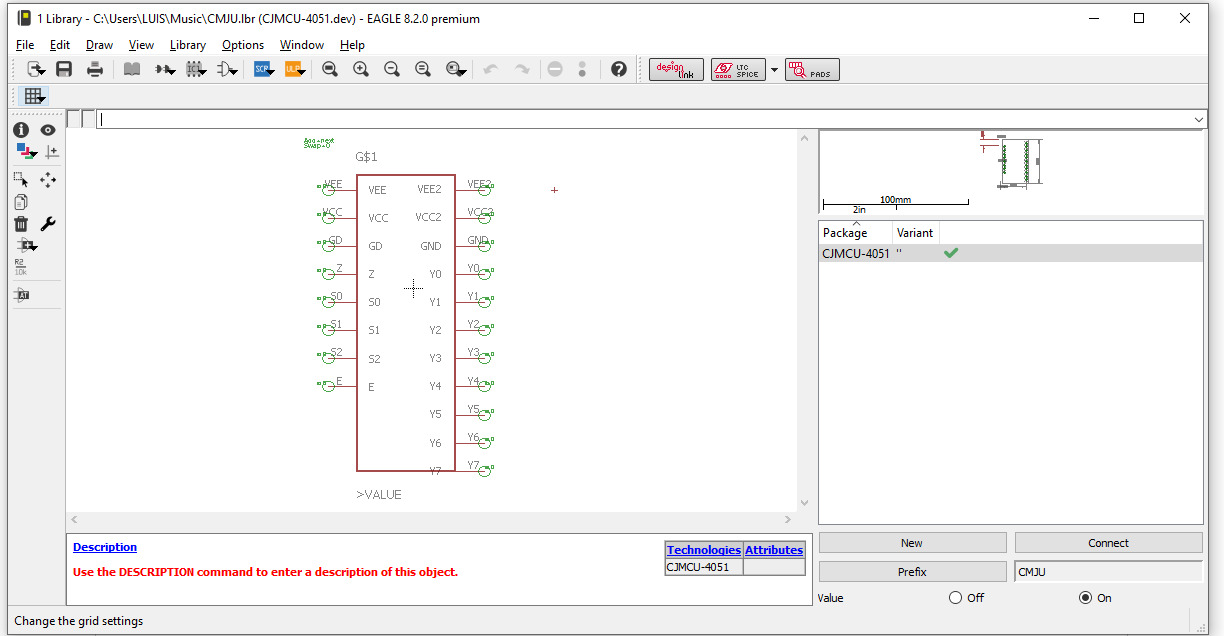 1 Library - C:\Users\LUIS\Music\CMJU.lbr (CJMCU-4051.dev) - EAGLE 8.2.0 premium
File Edit Draw View Library Options Window Help
SCR ULP design link LTC SPICE PADS
Add=next
Swap=0
G$1
VEE VEE VEE2 VEE2
VCC VCC VCC2 VCC2
GD GD GND GND
Z Z Y0 Y0
S0 S0 Y1 Y1
S1 S1 Y2 Y2
S2 S2 Y3 Y3
E E Y4 Y4
Y5 Y5
Y6 Y6
Y7 Y7
>VALUE
R2
10k
AT
100mm
2in
Package Variant
CJMCU-4051 ''
Description
Use the DESCRIPTION command to enter a description of this object.
Technologies Attributes
CJMCU-4051
New Connect
Prefix CMJU
Value Off On
Change the grid settings